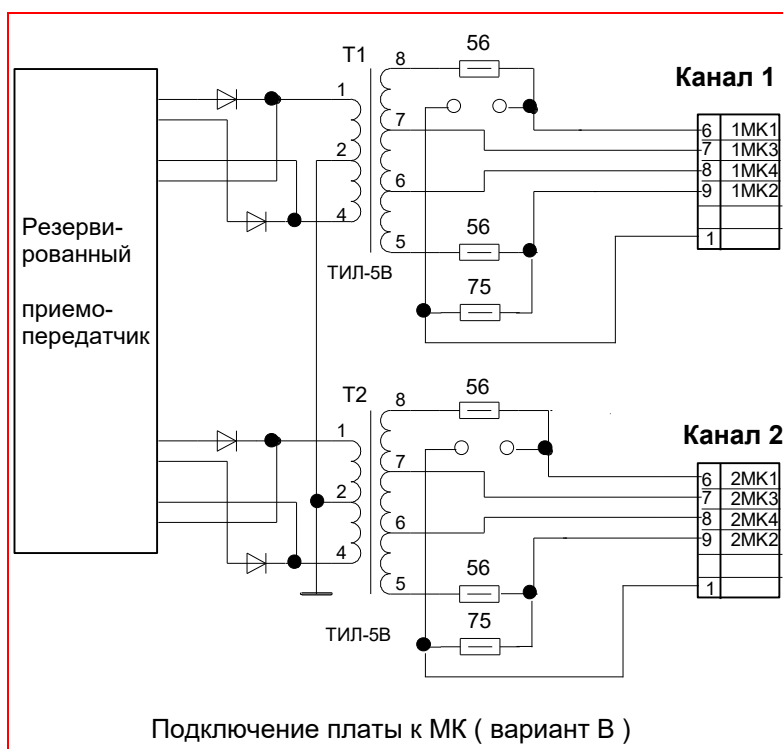 56
T1
8
Канал 1
1
7
6 1МК1
7 1МК3
2
8 1МК4
6
9 1МК2
4
Резерви-
рованный
приемо-
передатчик
5
56
1
ТИЛ-5В
75
T2
56
8
Канал 2
1
7
6 2МК1
7 2МК3
2
8 2МК4
6
9 2МК2
4
5
56
1
ТИЛ-5В
75
Подключение платы к МК ( вариант В )